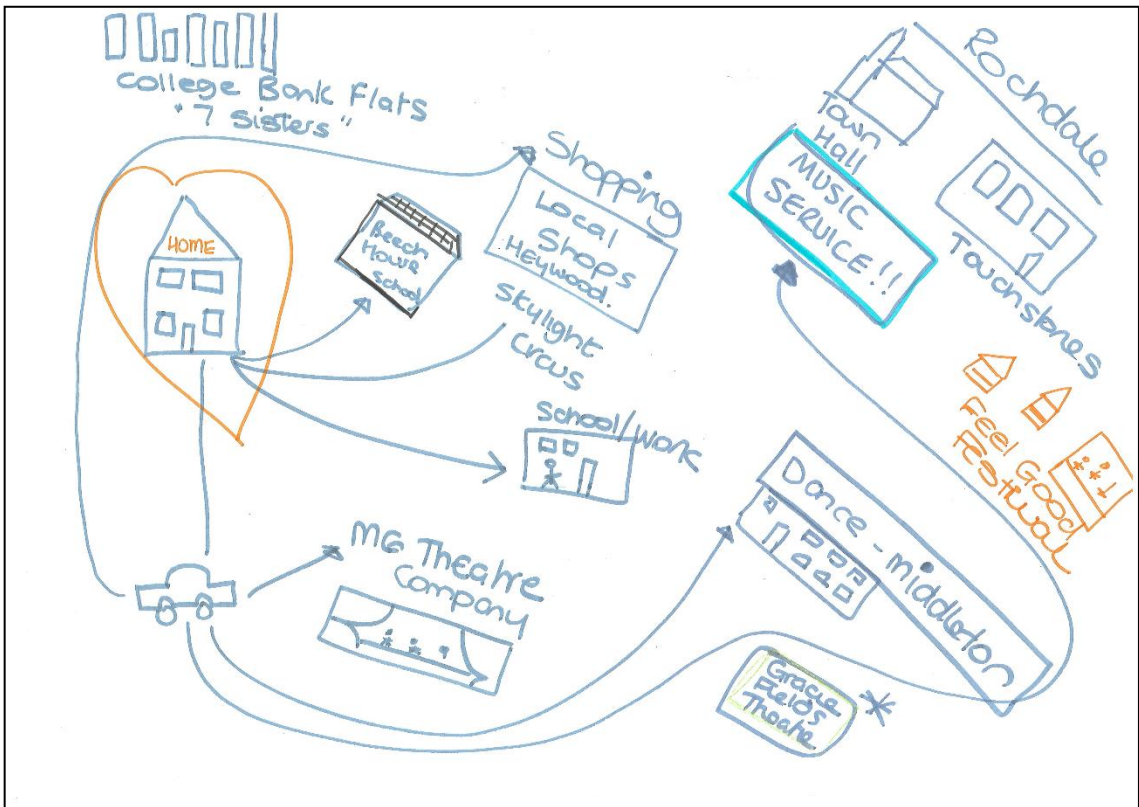 College Bank Flats
"7 Sisters"
HOME
Beech
House
School
Shopping
Local
Shops
HEYWOOD.
Skylight
Circus
School/work
MG Theatre
Company
Rochdale
Town
Hall
MUSIC
SERVICE!!
Touchstones
Feel Good
FESTIVAL
Dance - middleton
Gracie
Fields
Theatre